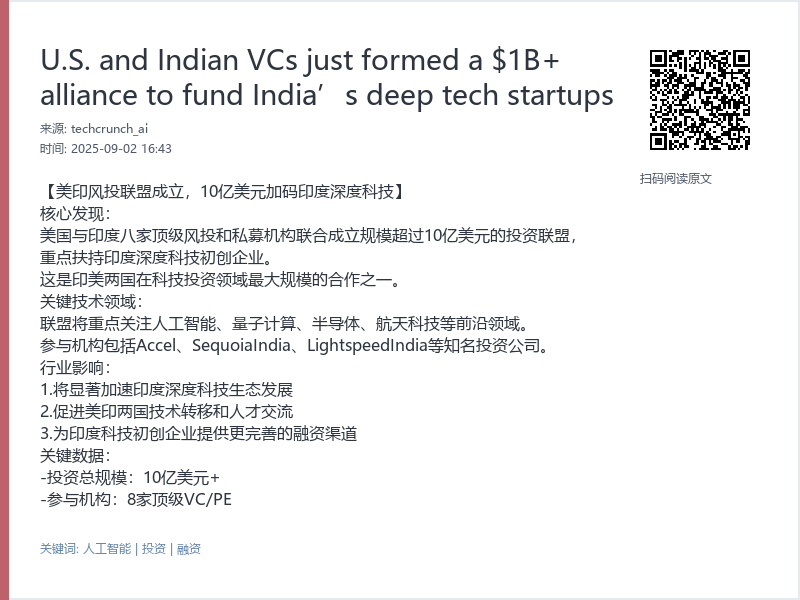 U.S. and Indian VCs just formed a $1B+
alliance to fund India’s deep tech startups
来源: techcrunch_ai
时间: 2025-09-02 16:43
扫码阅读原文
【美印风投联盟成立，10亿美元加码印度深度科技】
核心发现：
美国与印度八家顶级风投和私募机构联合成立规模超过10亿美元的投资联盟，
重点扶持印度深度科技初创企业。
这是印美两国在科技投资领域最大规模的合作之一。
关键技术领域：
联盟将重点关注人工智能、量子计算、半导体、航天科技等前沿领域。
参与机构包括Accel、SequoiaIndia、LightspeedIndia等知名投资公司。
行业影响：
1.将显著加速印度深度科技生态发展
2.促进美印两国技术转移和人才交流
3.为印度科技初创企业提供更完善的融资渠道
关键数据：
-投资总规模：10亿美元+
-参与机构：8家顶级VC/PE
关键词: 人工智能 | 投资 | 融资